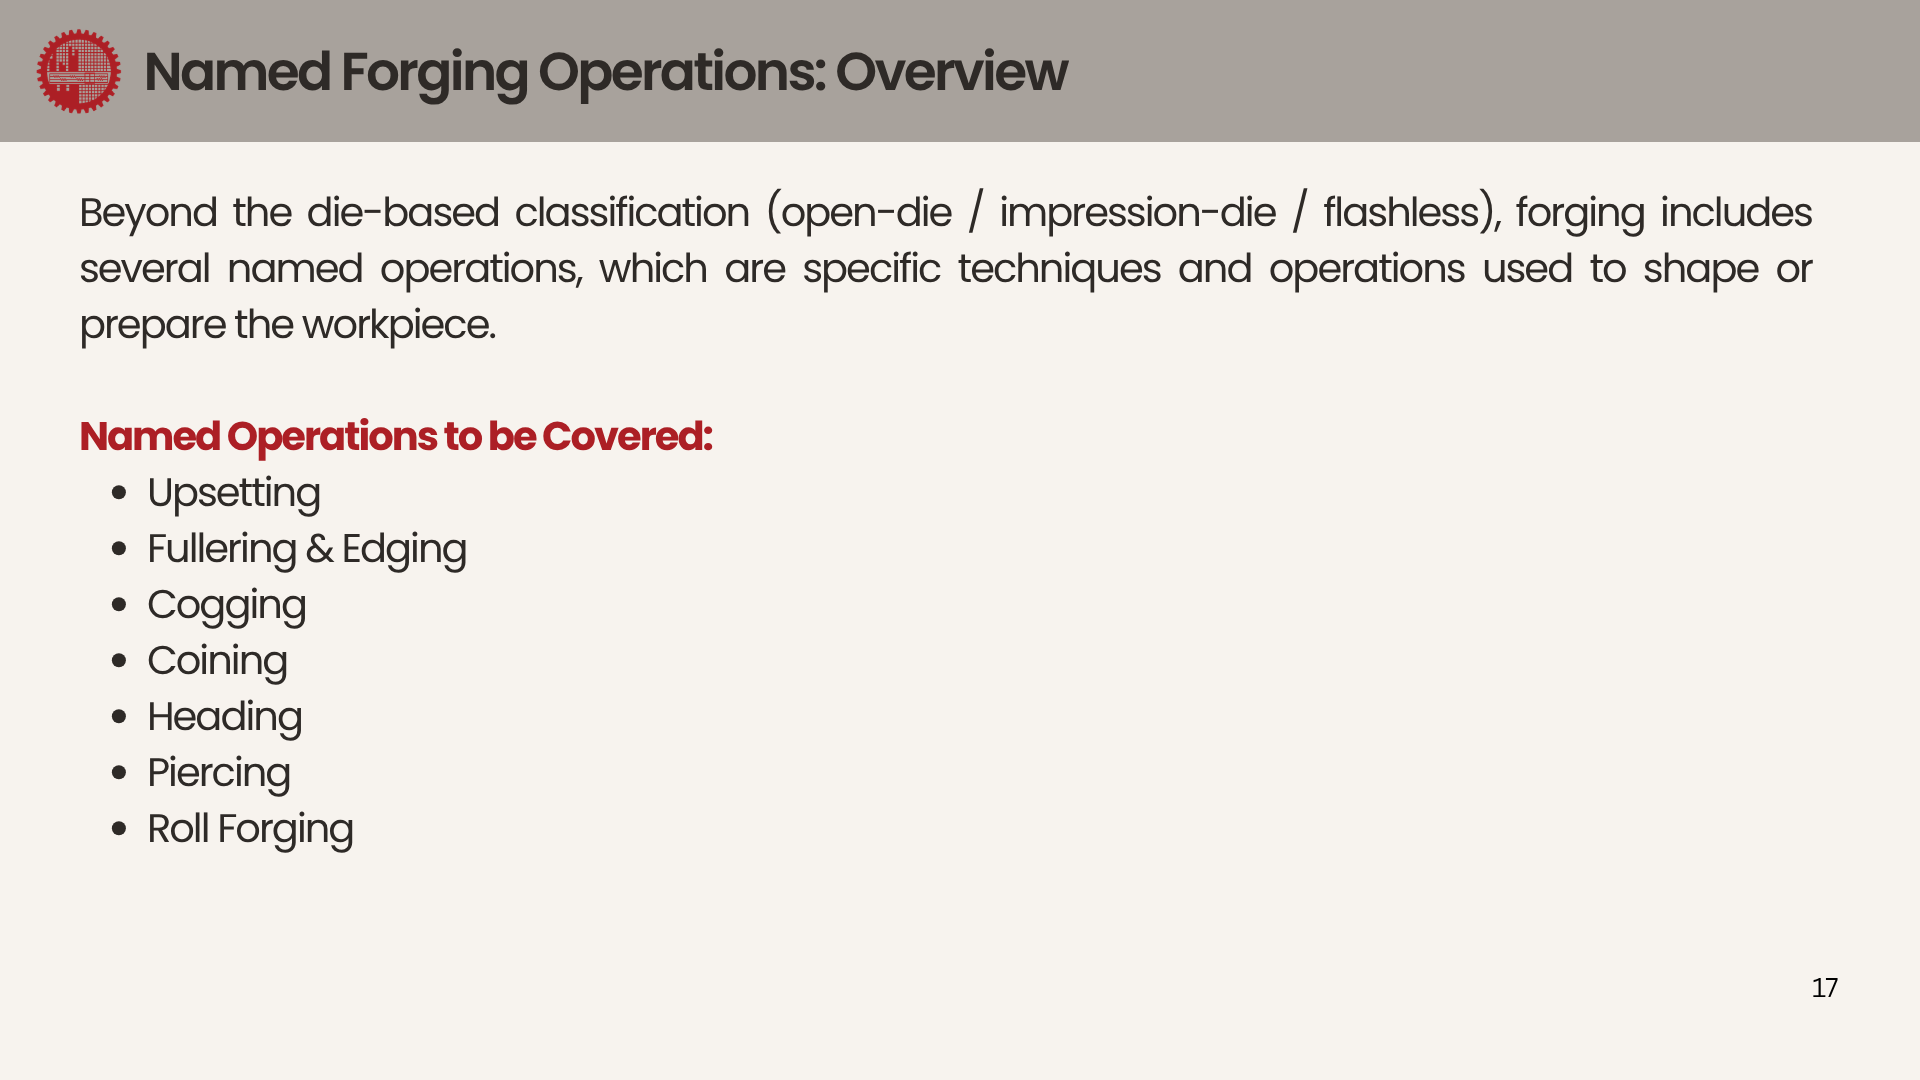 Named Forging Operations: Overview
Beyond the die-based classification (open-die / impression-die / flashless), forging includes
several named operations, which are specific techniques and operations used to shape or
prepare the workpiece.
Named Operations to be Covered:
• Upsetting
• Fullering & Edging
• Cogging
• Coining
• Heading
• Piercing
• Roll Forging
17